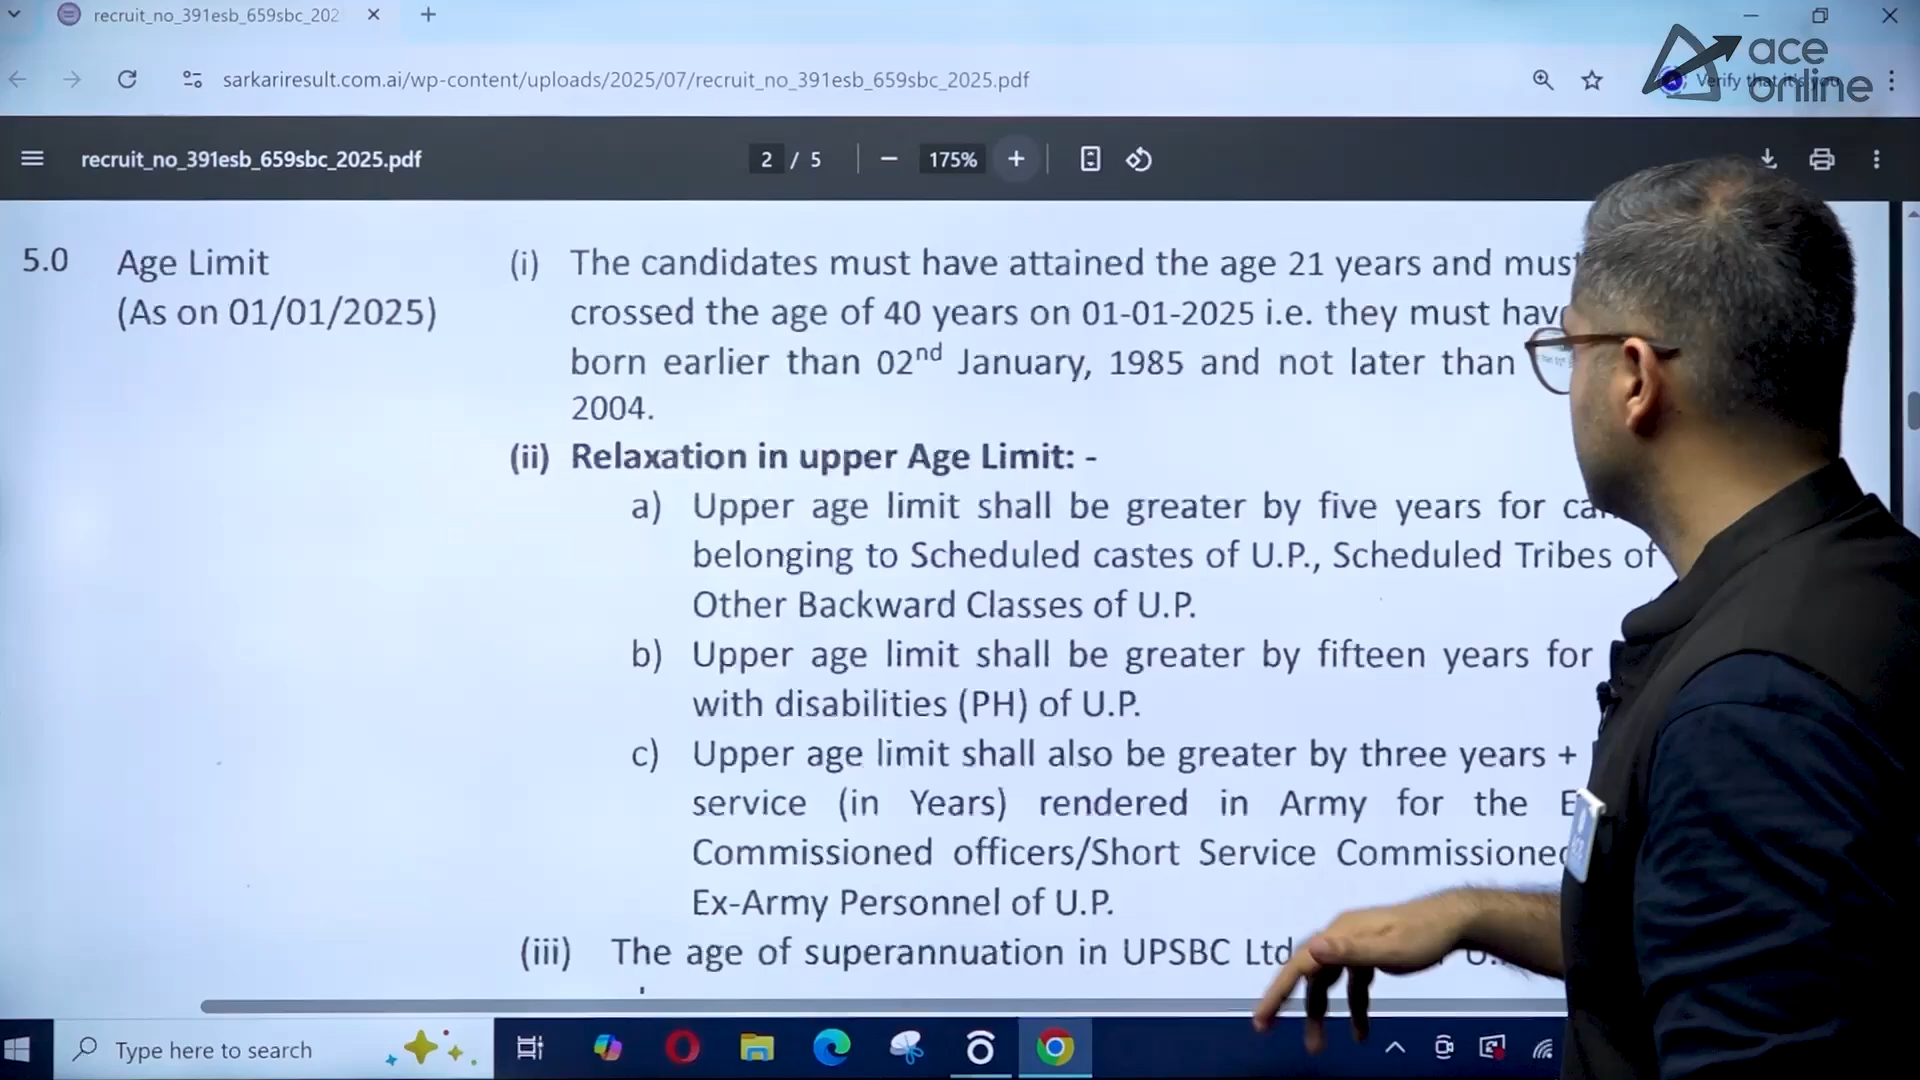 recruit_no_391esb_659sbc_202
ace
online
sarkariresult.com.ai/wp-content/uploads/2025/07/recruit_no_391esb_659sbc_2025.pdf
Verify that it's you
recruit_no_391esb_659sbc_2025.pdf
2 / 5
175%
5.0 Age Limit (i) The candidates must have attained the age 21 years and must
(As on 01/01/2025) crossed the age of 40 years on 01-01-2025 i.e. they must have
born earlier than 02nd January, 1985 and not later than
2004.
(ii) Relaxation in upper Age Limit: -
a) Upper age limit shall be greater by five years for
belonging to Scheduled castes of U.P., Scheduled Tribes of
Other Backward Classes of U.P.
b) Upper age limit shall be greater by fifteen years for
with disabilities (PH) of U.P.
c) Upper age limit shall also be greater by three years +
service (in Years) rendered in Army for the
Commissioned officers/Short Service Commissioned
Ex-Army Personnel of U.P.
(iii) The age of superannuation in UPSBC Ltd
Type here to search